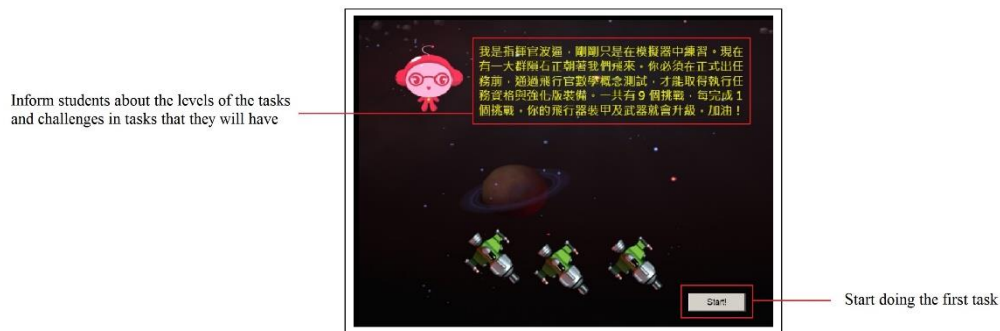 我是指揮官波逼，剛剛只是在模擬器中練習。現在
有一大群隕石正朝著我們飛來。你必須在正式出任
務前，通過飛行官數學概念測試，才能取得執行任
務資格與強化版裝備。一共有9個挑戰，每完成1
個挑戰。你的飛行器裝甲及武器就會升級。加油！
Inform students about the levels of the tasks
and challenges in tasks that they will have
Start!
Start doing the first task